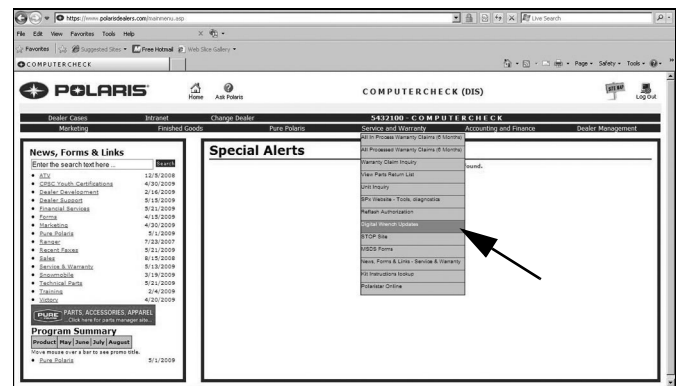 https://www.polarisdealers.com/mainmenu.asp
Live Search
File Edit View Favorites Tools Help
Favorites Suggested Sites Free Hotmail Web Slice Gallery
COMPUTERCHECK
Page Safety Tools
POLARIS
Home
Ask Polaris
COMPUTERCHECK (DIS)
SITE MAP
Log Out
Dealer Cases Intranet Change Dealer 5432100 - COMPUTERCHECK
Marketing Finished Goods Pure Polaris Service and Warranty Accounting and Finance Dealer Management
News, Forms & Links
Enter the search text here ... Search
ATV 12/5/2008
CPSC Youth Certifications 4/30/2009
Dealer Development 2/16/2009
Dealer Support 5/15/2009
Financial Services 5/21/2009
Forms 4/15/2009
Marketing 4/30/2009
Pure Polaris 5/1/2009
Ranger 7/23/2007
Recent Faxes 5/21/2009
Sales 8/15/2008
Service & Warranty 5/13/2009
Snowmobile 3/19/2009
Technical Parts 5/21/2009
Training 2/4/2009
Victory 4/20/2009
PURE PARTS, ACCESSORIES, APPAREL
...Click here for parts manager site...
Program Summary
Product May June July August
Move mouse over a bar to see promo title.
Pure Polaris 5/1/2009
Special Alerts
found.
All In Process Warranty Claims (6 Months)
All Processed Warranty Claims (6 Months)
Warranty Claim Inquiry
View Parts Return List
Unit Inquiry
SPX Website - Tools, diagnostics
Reflash Authorization
Digital Wrench Updates
STOP Site
MSDS Forms
News, Forms & Links - Service & Warranty
Kit Instructions lookup
Polaristar Online